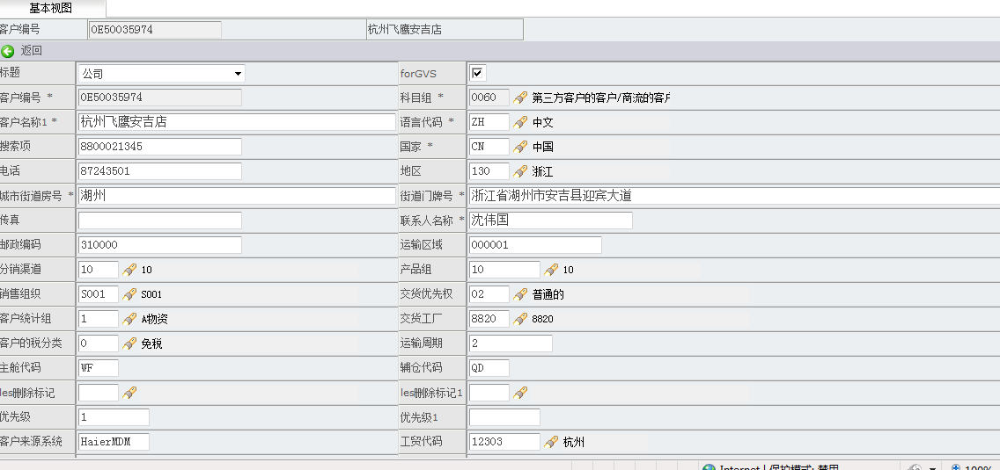 基本视图
客户编号 0E50035974 杭州飞鹰安吉店
返回
标题 公司 forGVS
客户编号 * 0E50035974 科目组 * 0060 第三方客户的客户/商流的客户
客户名称1 * 杭州飞鹰安吉店 语言代码 * ZH 中文
搜索项 8800021345 国家 * CN 中国
电话 87243501 地区 130 浙江
城市街道房号 * 湖州 街道门牌号 * 浙江省湖州市安吉县迎宾大道
传真 联系人名称 * 沈伟国
邮政编码 310000 运输区域 000001
分销渠道 10 10 产品组 10 10
销售组织 S001 S001 交货优先权 02 普通的
客户统计组 1 A物资 交货工厂 8820 8820
客户的税分类 0 免税 运输周期 2
主舱代码 WF 辅仓代码 QD
les删除标记 les删除标记1
优先级 1 优先级1
客户来源系统 HaierMDM 工贸代码 12303 杭州
Internet | 保护模式: 禁用 100%